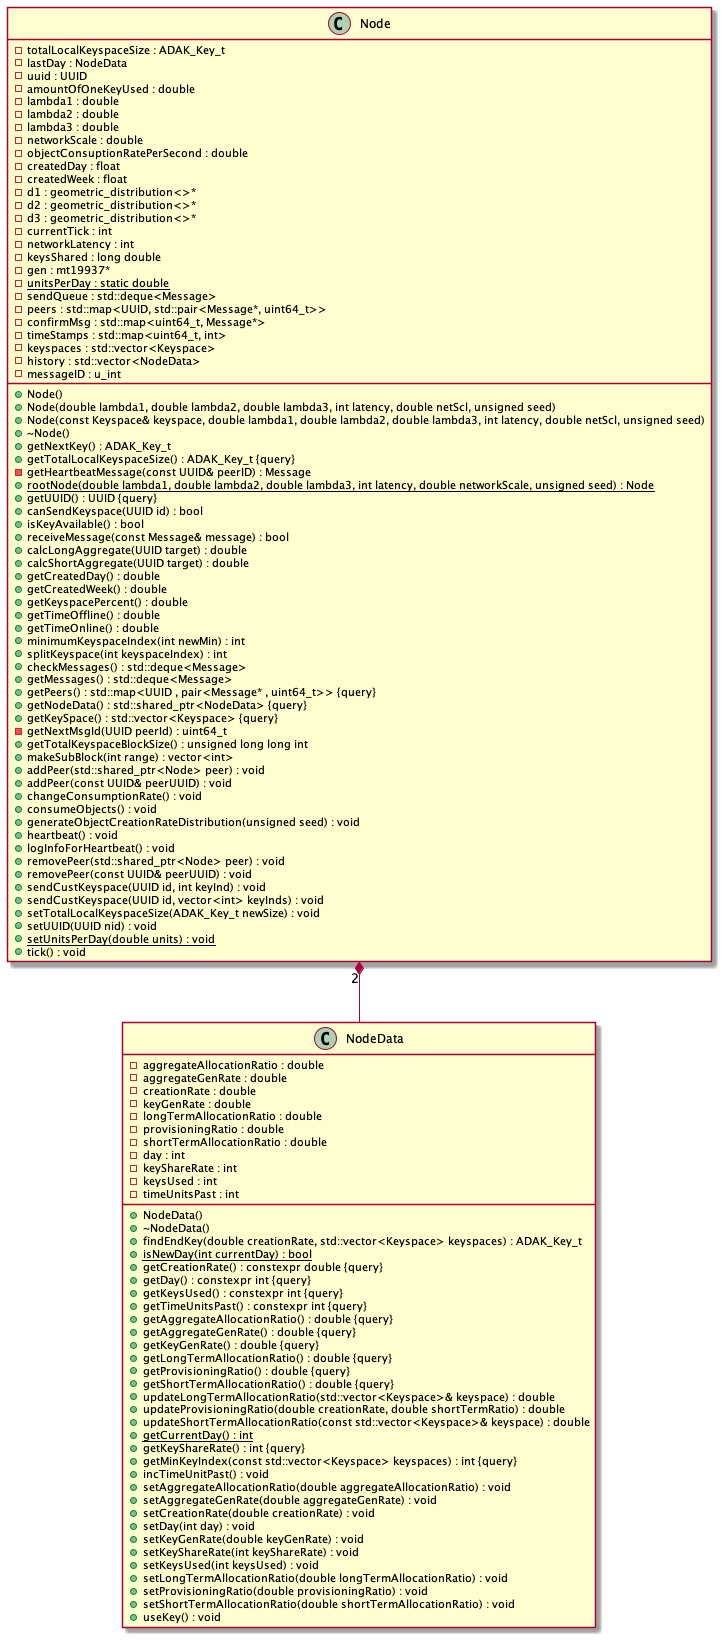 C Node
totalLocalKeyspaceSize : ADAK_Key_t
lastDay : NodeData
uuid : UUID
amountOfOneKeyUsed : double
lambda1 : double
lambda2 : double
lambda3 : double
networkScale : double
objectConsuptionRatePerSecond : double
createdDay : float
createdWeek : float
d1 : geometric_distribution<>*
d2 : geometric_distribution<>*
d3 : geometric_distribution<>*
currentTick : int
networkLatency : int
keysShared : long double
gen : mt19937*
unitsPerDay : static double
sendQueue : std::deque<Message>
peers : std::map<UUID, std::pair<Message*, uint64_t>>
confirmMsg : std::map<uint64_t, Message*>
timeStamps : std::map<uint64_t, int>
keyspaces : std::vector<Keyspace>
history : std::vector<NodeData>
messageID : u_int
Node()
Node(double lambda1, double lambda2, double lambda3, int latency, double netScl, unsigned seed)
Node(const Keyspace& keyspace, double lambda1, double lambda2, double lambda3, int latency, double netScl, unsigned seed)
~Node()
getNextKey() : ADAK_Key_t
getTotalLocalKeyspaceSize() : ADAK_Key_t {query}
getHeartbeatMessage(const UUID& peerID) : Message
rootNode(double lambda1, double lambda2, double lambda3, int latency, double networkScale, unsigned seed) : Node
getUUID() : UUID {query}
canSendKeyspace(UUID id) : bool
isKeyAvailable() : bool
receiveMessage(const Message& message) : bool
calcLongAggregate(UUID target) : double
calcShortAggregate(UUID target) : double
getCreatedDay() : double
getCreatedWeek() : double
getKeyspacePercent() : double
getTimeOffline() : double
getTimeOnline() : double
minimumKeyspaceIndex(int newMin) : int
splitKeyspace(int keyspaceIndex) : int
checkMessages() : std::deque<Message>
getMessages() : std::deque<Message>
getPeers() : std::map<UUID , pair<Message* , uint64_t>> {query}
getNodeData() : std::shared_ptr<NodeData> {query}
getKeySpace() : std::vector<Keyspace> {query}
getNextMsgId(UUID peerId) : uint64_t
getTotalKeyspaceBlockSize() : unsigned long long int
makeSubBlock(int range) : vector<int>
addPeer(std::shared_ptr<Node> peer) : void
addPeer(const UUID& peerUUID) : void
changeConsumptionRate() : void
consumeObjects() : void
generateObjectCreationRateDistribution(unsigned seed) : void
heartbeat() : void
logInfoForHeartbeat() : void
removePeer(std::shared_ptr<Node> peer) : void
removePeer(const UUID& peerUUID) : void
sendCustKeyspace(UUID id, int keyInd) : void
sendCustKeyspace(UUID id, vector<int> keyInds) : void
setTotalLocalKeyspaceSize(ADAK_Key_t newSize) : void
setUUID(UUID nid) : void
setUnitsPerDay(double units) : void
tick() : void
2
C NodeData
aggregateAllocationRatio : double
aggregateGenRate : double
creationRate : double
keyGenRate : double
longTermAllocationRatio : double
provisioningRatio : double
shortTermAllocationRatio : double
day : int
keyShareRate : int
keysUsed : int
timeUnitsPast : int
NodeData()
~NodeData()
findEndKey(double creationRate, std::vector<Keyspace> keyspaces) : ADAK_Key_t
isNewDay(int currentDay) : bool
getCreationRate() : constexpr double {query}
getDay() : constexpr int {query}
getKeysUsed() : constexpr int {query}
getTimeUnitsPast() : constexpr int {query}
getAggregateAllocationRatio() : double {query}
getAggregateGenRate() : double {query}
getKeyGenRate() : double {query}
getLongTermAllocationRatio() : double {query}
getProvisioningRatio() : double {query}
getShortTermAllocationRatio() : double {query}
updateLongTermAllocationRatio(std::vector<Keyspace>& keyspace) : double
updateProvisioningRatio(double creationRate, double shortTermRatio) : double
updateShortTermAllocationRatio(const std::vector<Keyspace>& keyspace) : double
getCurrentDay() : int
getKeyShareRate() : int {query}
getMinKeyIndex(const std::vector<Keyspace> keyspaces) : int {query}
incTimeUnitPast() : void
setAggregateAllocationRatio(double aggregateAllocationRatio) : void
setAggregateGenRate(double aggregateGenRate) : void
setCreationRate(double creationRate) : void
setDay(int day) : void
setKeyGenRate(double keyGenRate) : void
setKeyShareRate(int keyShareRate) : void
setKeysUsed(int keysUsed) : void
setLongTermAllocationRatio(double longTermAllocationRatio) : void
setProvisioningRatio(double provisioningRatio) : void
setShortTermAllocationRatio(double shortTermAllocationRatio) : void
useKey() : void